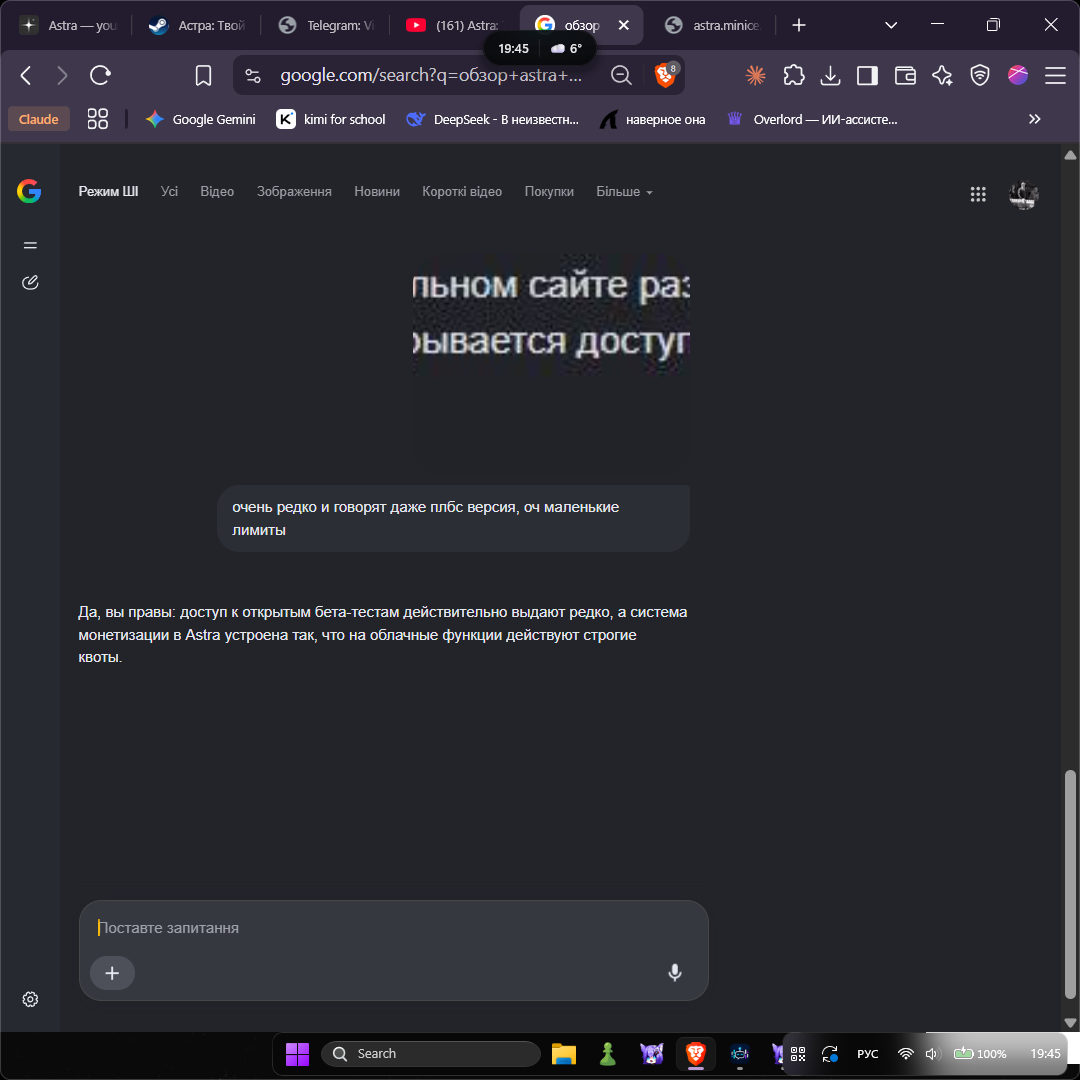 Astra — you
Астра: Твой
Telegram: Vi
(161) Astra:
обзор
astra.minice
19:45
6°
google.com/search?q=обзор+astra+...
8
Claude
Google Gemini
K
kimi for school
DeepSeek - В неизвестн...
наверное она
Overlord — ИИ-ассисте...
Режим ШІ
Усі
Відео
Зображення
Новини
Короткі відео
Покупки
Більше
льном сайте раз
рывается доступ
очень редко и говорят даже плбс версия, оч маленькие
лимиты
Да, вы правы: доступ к открытым бета-тестам действительно выдают редко, а система
монетизации в Astra устроена так, что на облачные функции действуют строгие
квоты.
Поставте запитання
Search
РУС
100%
19:45